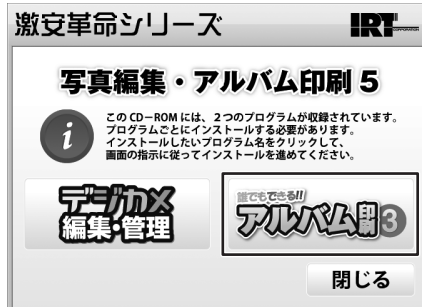 激安革命シリーズ
IRT
CORPORATION
写真編集・アルバム印刷 5
i
このCD-ROMには、2つのプログラムが収録されています。
プログラムごとにインストールする必要があります。
インストールしたいプログラム名をクリックして、
画面の指示に従ってインストールを進めてください。
デジカメ
編集・管理
誰でもできる!!
アルバム印刷3
閉じる